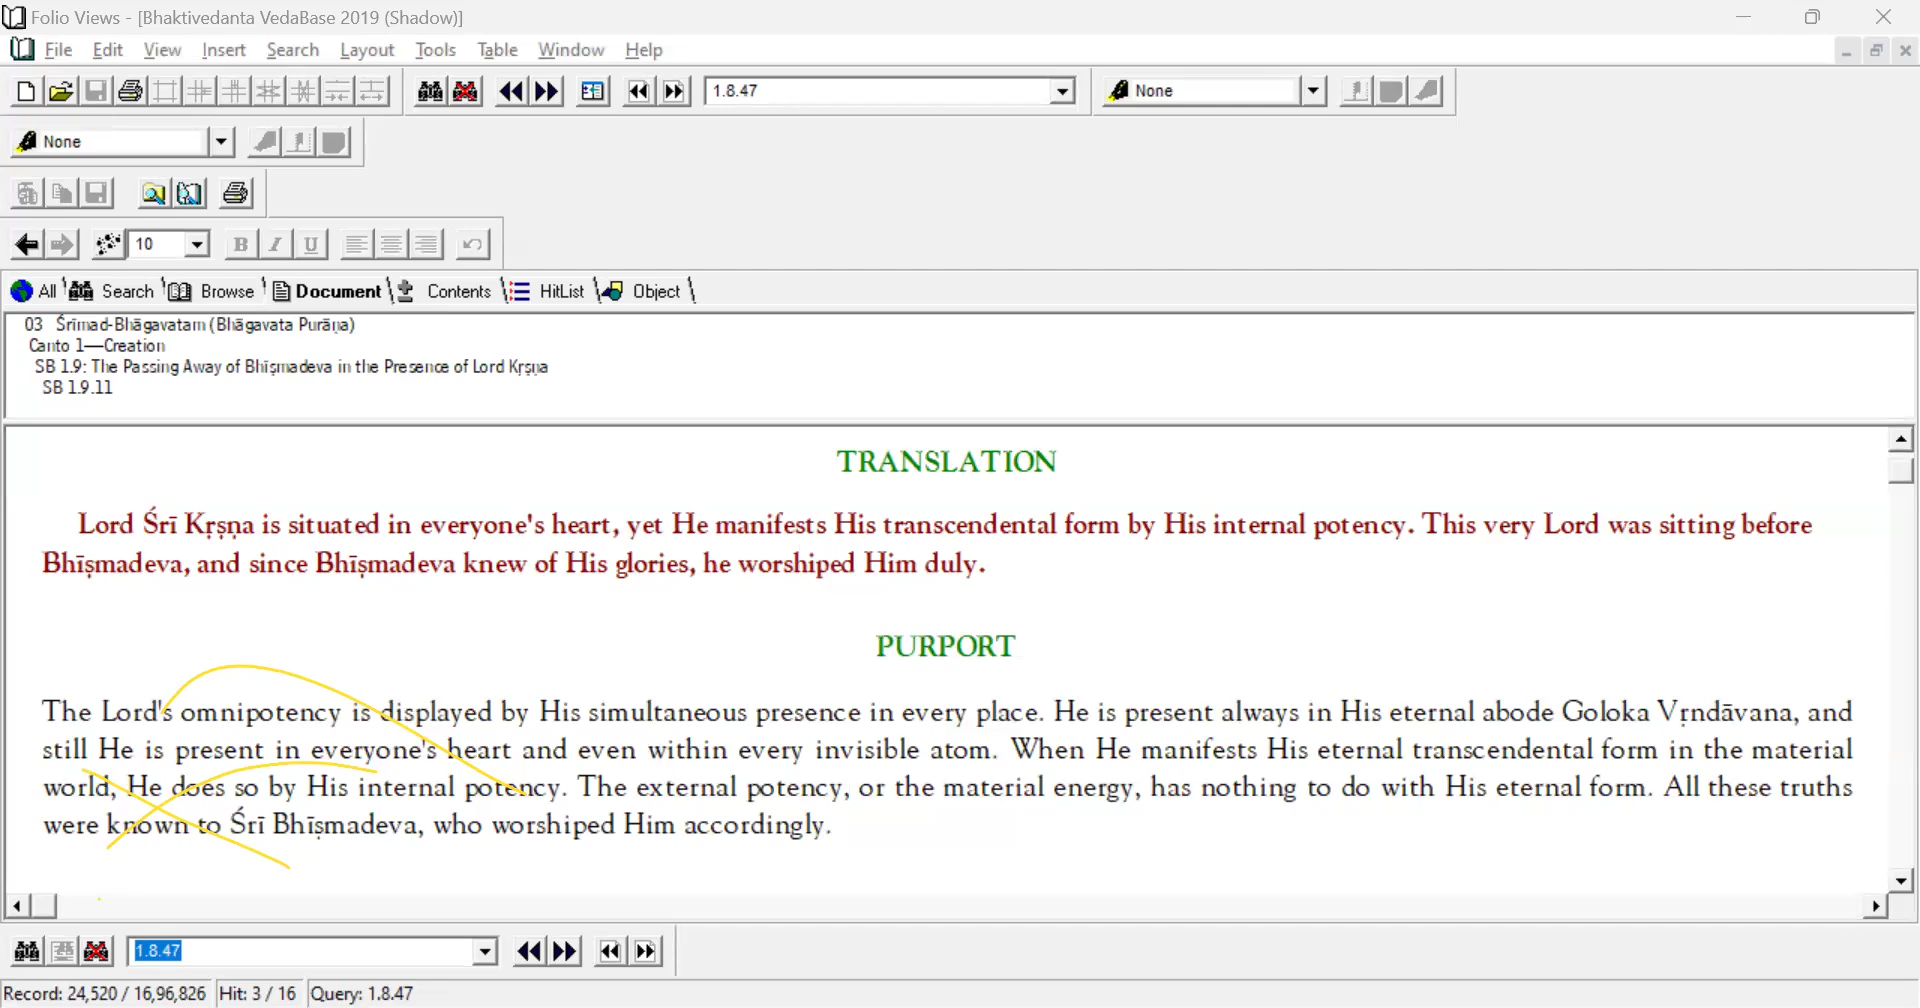 Folio Views - [Bhaktivedanta VedaBase 2019 (Shadow)]
File Edit View Insert Search Layout Tools Table Window Help
1.8.47 None
None
10 B I U
All Search Browse Document Contents HitList Object
03 Śrīmad-Bhāgavatam (Bhāgavata Purāṇa)
Canto 1—Creation
SB 1.9: The Passing Away of Bhīṣmadeva in the Presence of Lord Kṛṣṇa
SB 1.9.11
TRANSLATION
Lord Śrī Kṛṣṇa is situated in everyone's heart, yet He manifests His transcendental form by His internal potency. This very Lord was sitting before
Bhīṣmadeva, and since Bhīṣmadeva knew of His glories, he worshiped Him duly.
PURPORT
The Lord's omnipotency is displayed by His simultaneous presence in every place. He is present always in His eternal abode Goloka Vṛndāvana, and
still He is present in everyone's heart and even within every invisible atom. When He manifests His eternal transcendental form in the material
world, He does so by His internal potency. The external potency, or the material energy, has nothing to do with His eternal form. All these truths
were known to Śrī Bhīṣmadeva, who worshiped Him accordingly.
1.8.47
Record: 24,520 / 16,96,826 Hit: 3 / 16 Query: 1.8.47